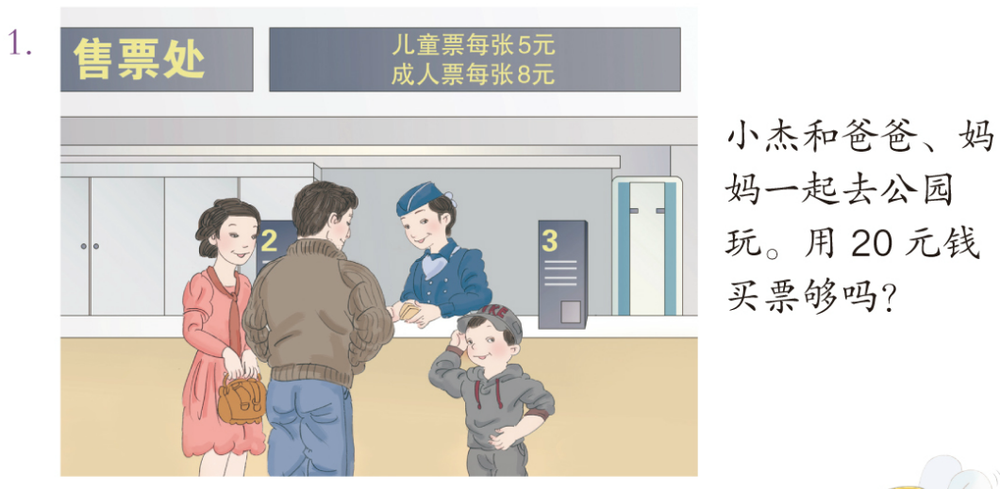 1.
售票处
儿童票每张5元
成人票每张8元
2
3
小杰和爸爸、妈
妈一起去公园
玩。用 20 元钱
买票够吗?